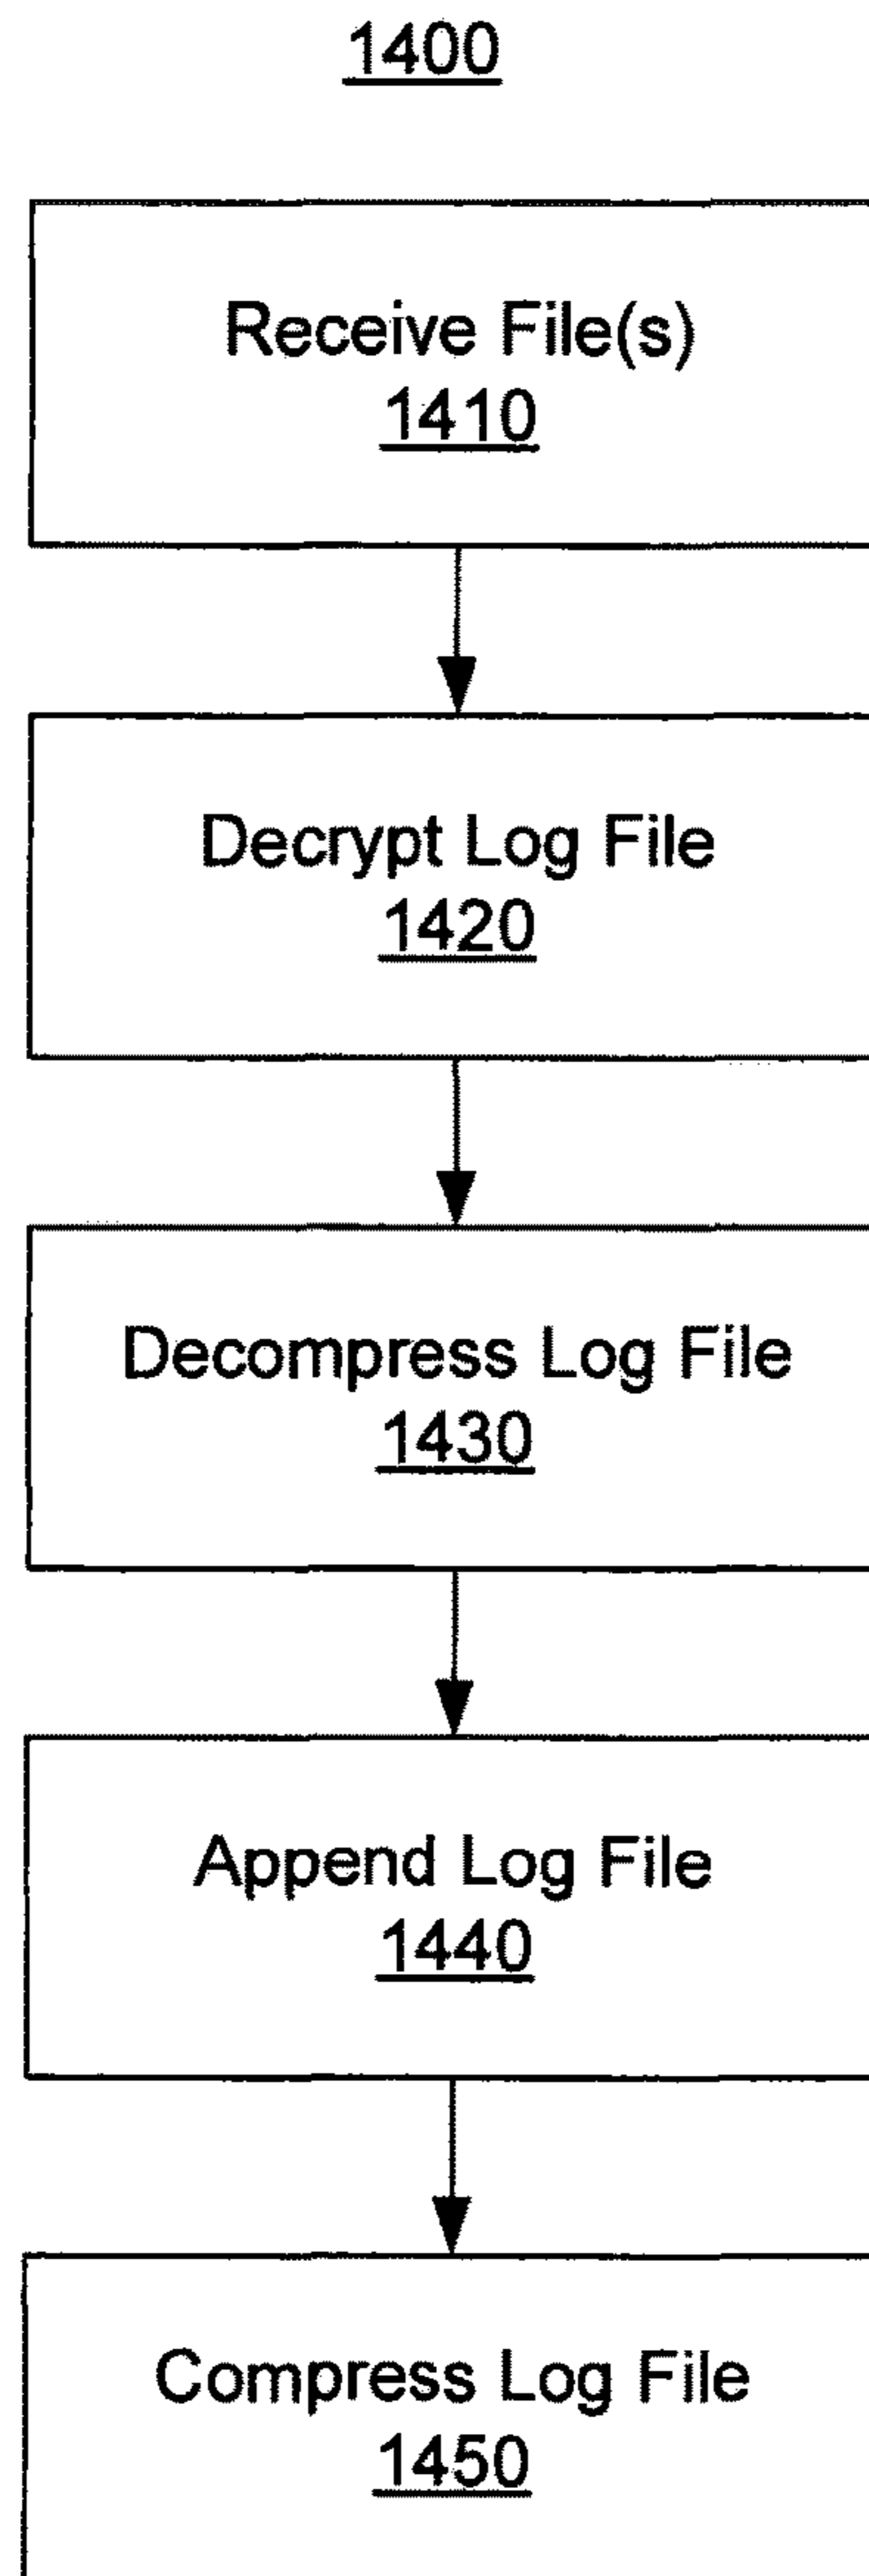 1400
Receive File(s)
1410
Decrypt Log File
1420
Decompress Log File
1430
Append Log File
1440
Compress Log File
1450